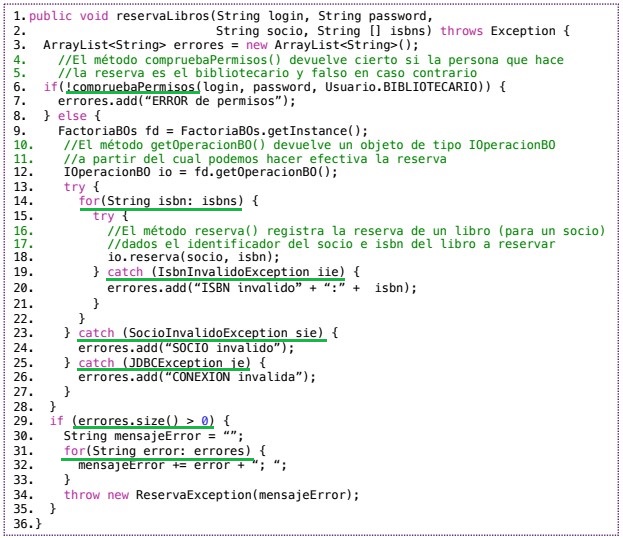 1. public void reservaLibros(String login, String password,
2. String socio, String [] isbns) throws Exception {
3. ArrayList<String> errores = new ArrayList<String>();
4. //El método compruebaPermisos() devuelve cierto si la persona que hace
5. //la reserva es el bibliotecario y falso en caso contrario
6. if(!compruebaPermisos(login, password, Usuario.BIBLIOTECARIO)) {
7. errores.add(“ERROR de permisos”);
8. } else {
9. FactoriaBOs fd = FactoriaBOs.getInstance();
10. //El método getOperacionBO() devuelve un objeto de tipo IOperacionBO
11. //a partir del cual podemos hacer efectiva la reserva
12. IOperacionBO io = fd.getOperacionBO();
13. try {
14. for(String isbn: isbns) {
15. try {
16. //El método reserva() registra la reserva de un libro (para un socio)
17. //dados el identificador del socio e isbn del libro a reservar
18. io.reserva(socio, isbn);
19. } catch (IsbnInvalidoException iie) {
20. errores.add(“ISBN invalido” + “:” + isbn);
21. }
22. }
23. } catch (SocioInvalidoException sie) {
24. errores.add(“SOCIO invalido”);
25. } catch (JDBCException je) {
26. errores.add(“CONEXION invalida”);
27. }
28. }
29. if (errores.size() > 0) {
30. String mensajeError = “”;
31. for(String error: errores) {
32. mensajeError += error + “; “;
33. }
34. throw new ReservaException(mensajeError);
35. }
36.}